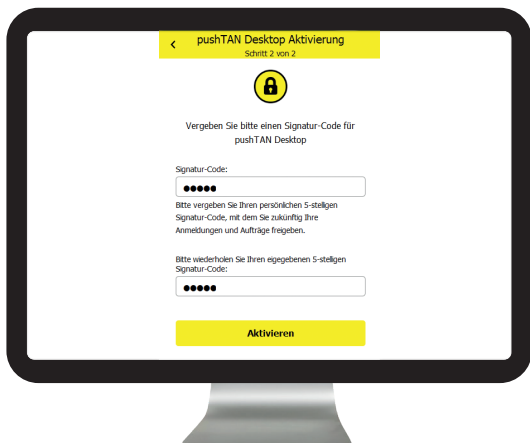 pushTAN Desktop Aktivierung
Schritt 2 von 2
Vergeben Sie bitte einen Signatur-Code für
pushTAN Desktop
Signatur-Code:
●●●●●
Bitte vergeben Sie Ihren persönlichen 5-stelligen
Signatur-Code, mit dem Sie zukünftig Ihre
Anmeldungen und Aufträge freigeben.
Bitte wiederholen Sie Ihren eigegebenen 5-stelligen
Signatur-Code:
●●●●●
Aktivieren